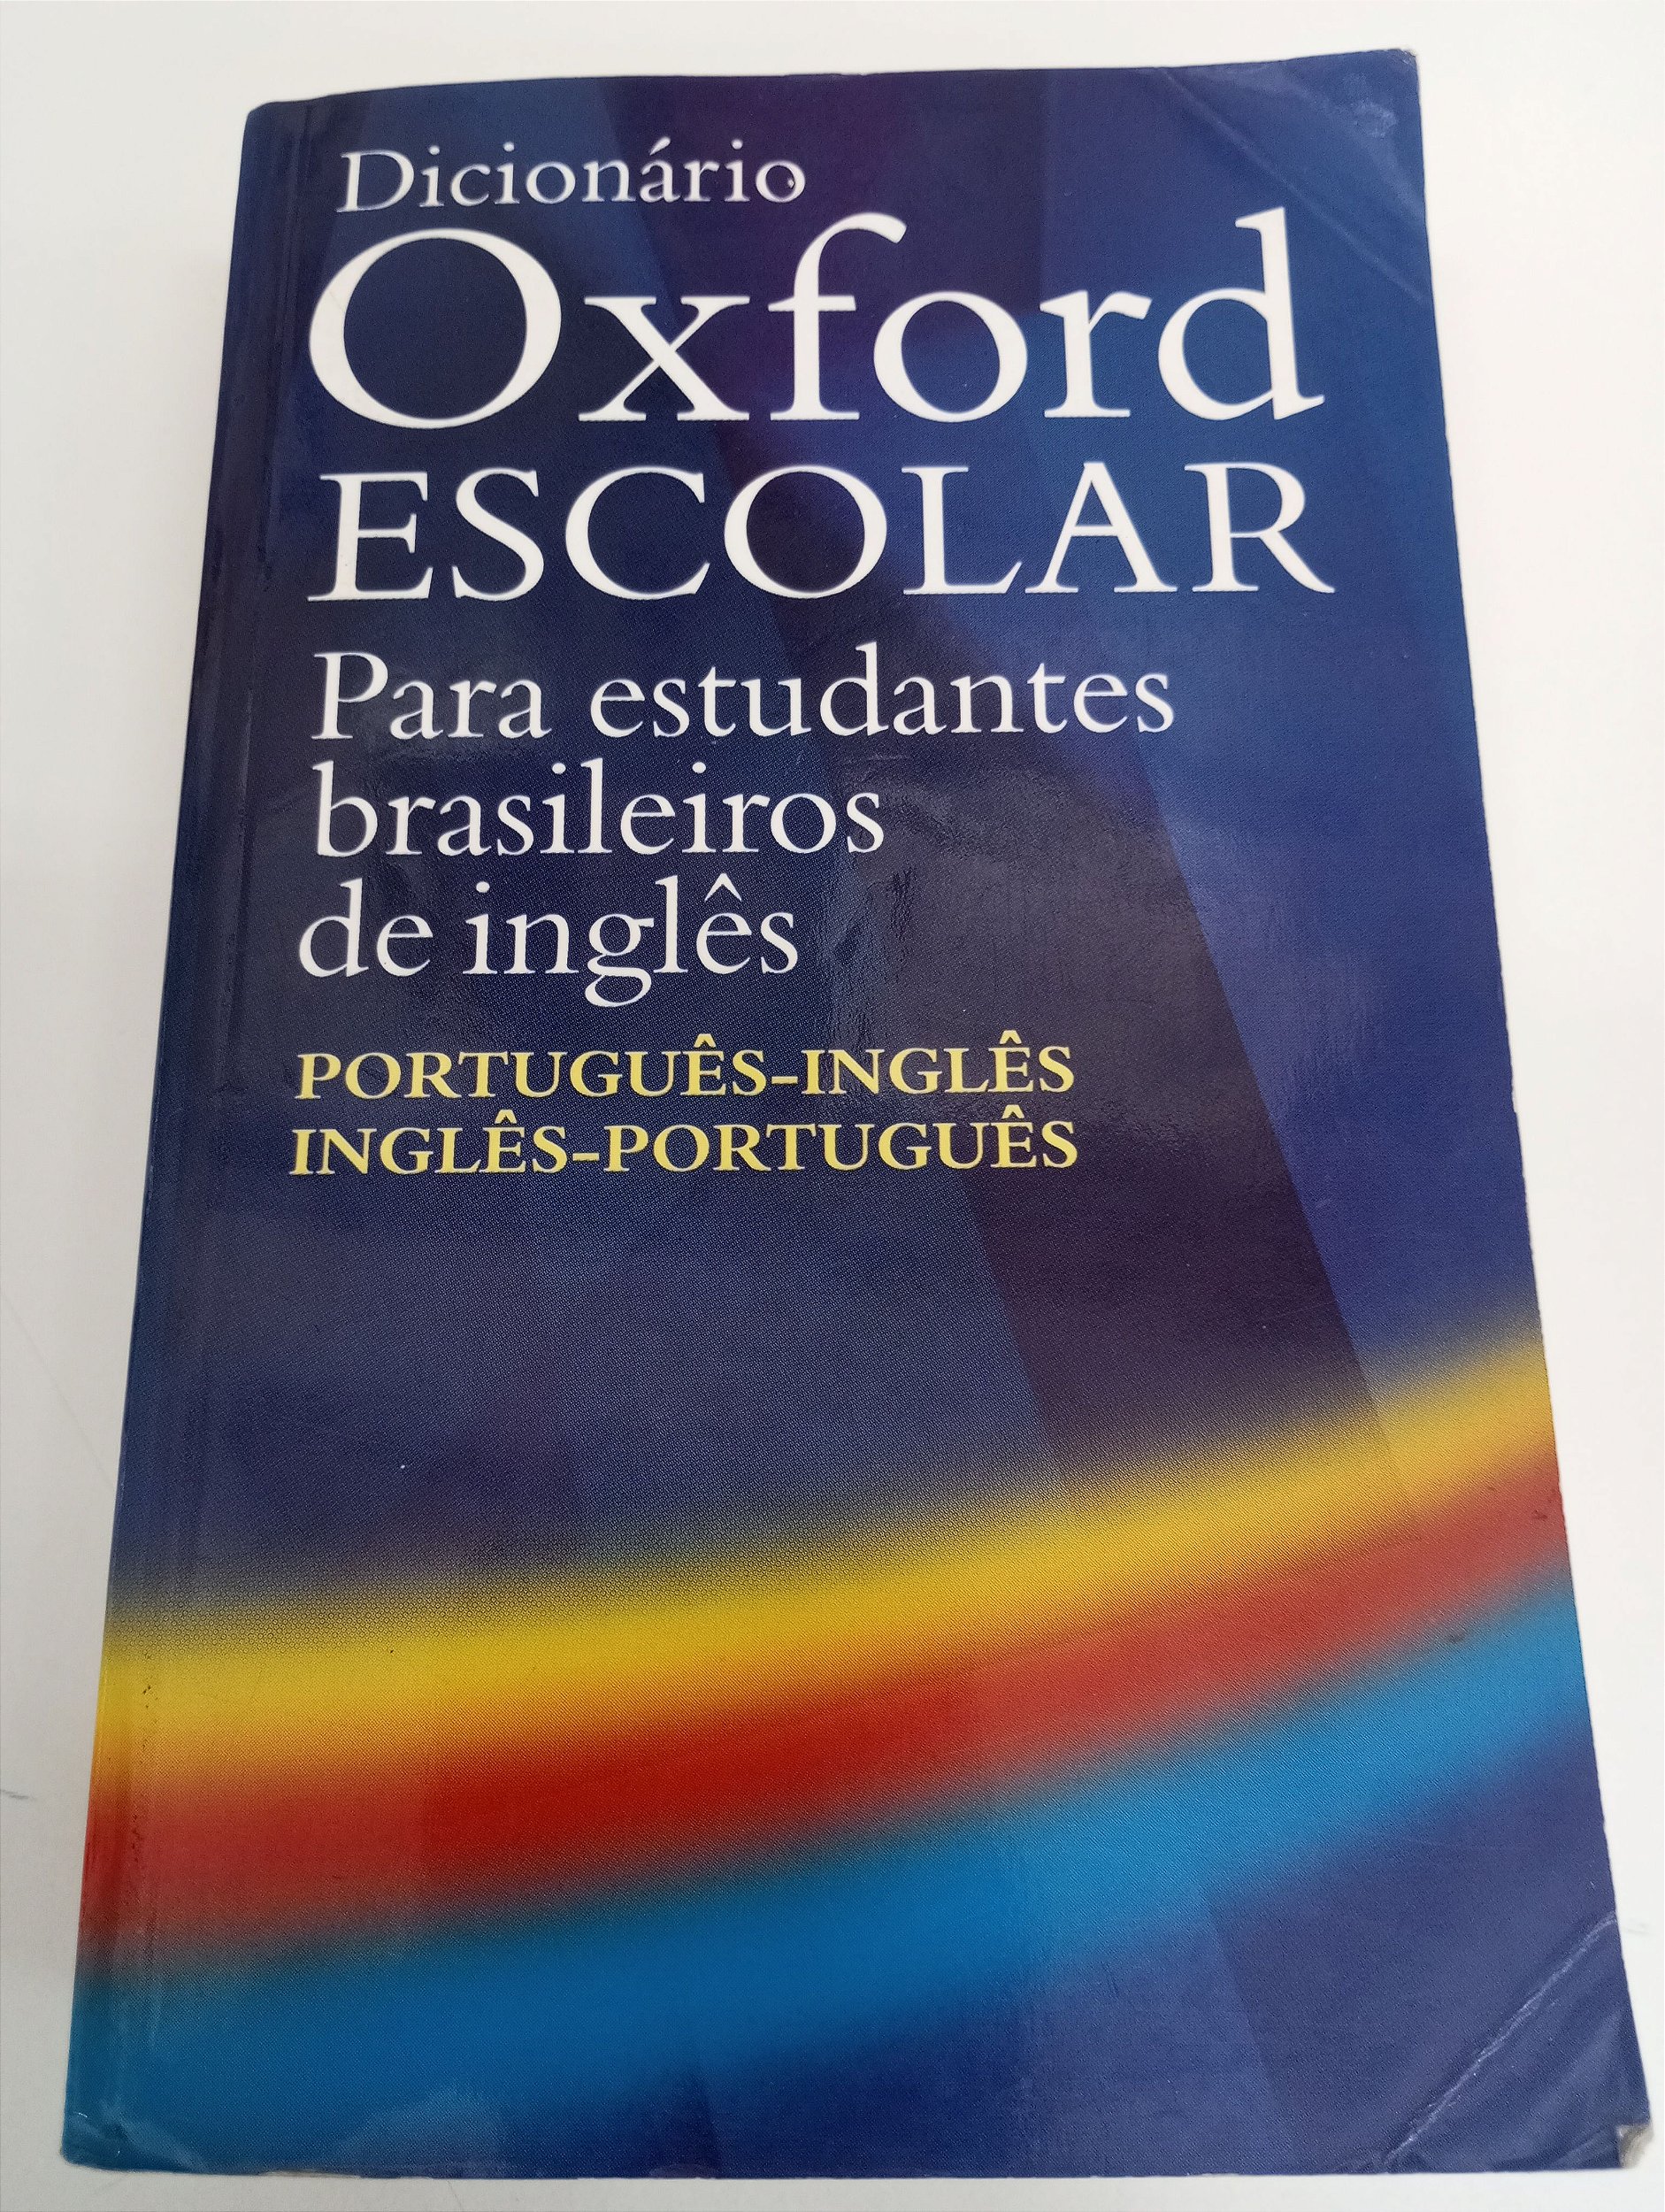 Dicionário
Oxford
ESCOLAR
Para estudantes
brasileiros
de inglês
PORTUGUÊS-INGLÊS
INGLÊS-PORTUGUÊS